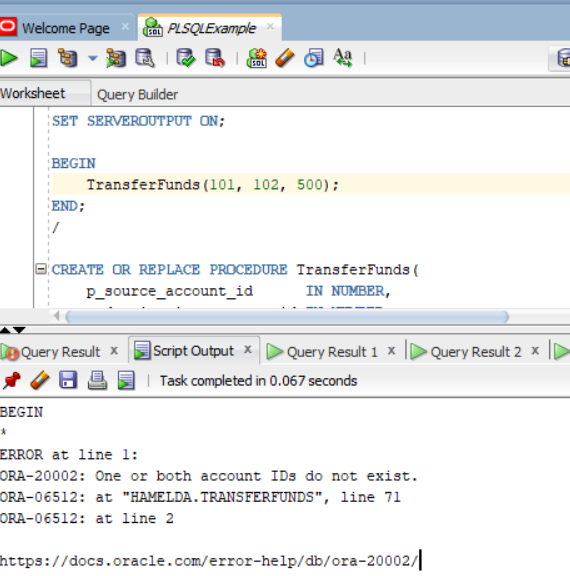 Welcome Page ×
PLSQLExample ×
Worksheet Query Builder
SET SERVEROUTPUT ON;
BEGIN
TransferFunds(101, 102, 500);
END;
/
CREATE OR REPLACE PROCEDURE TransferFunds(
p_source_account_id IN NUMBER,
Query Result × Script Output × Query Result 1 × Query Result 2 ×
Task completed in 0.067 seconds
BEGIN
*
ERROR at line 1:
ORA-20002: One or both account IDs do not exist.
ORA-06512: at "HAMELDA.TRANSFERFUNDS", line 71
ORA-06512: at line 2
https://docs.oracle.com/error-help/db/ora-20002/